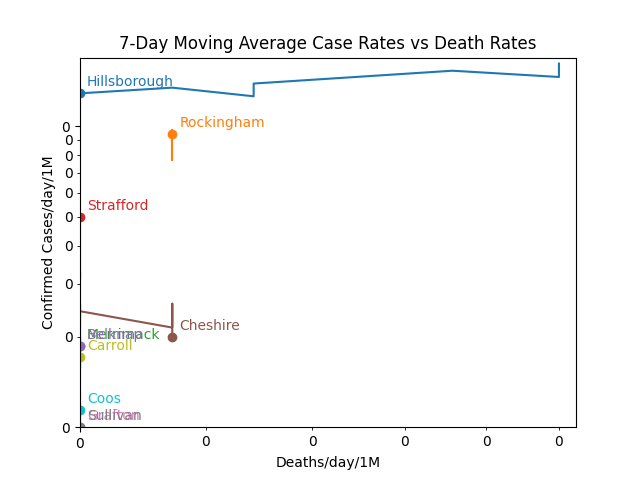 7-Day Moving Average Case Rates vs Death Rates
Hillsborough
0
Rockingham
0
0
0
0
Strafford
0
0
0
Cheshire
0
Merrimack
Belknap
Carroll
Coos
Grafton
Sullivan
0
0
0
0
0
0
0
Confirmed Cases/day/1M
Deaths/day/1M